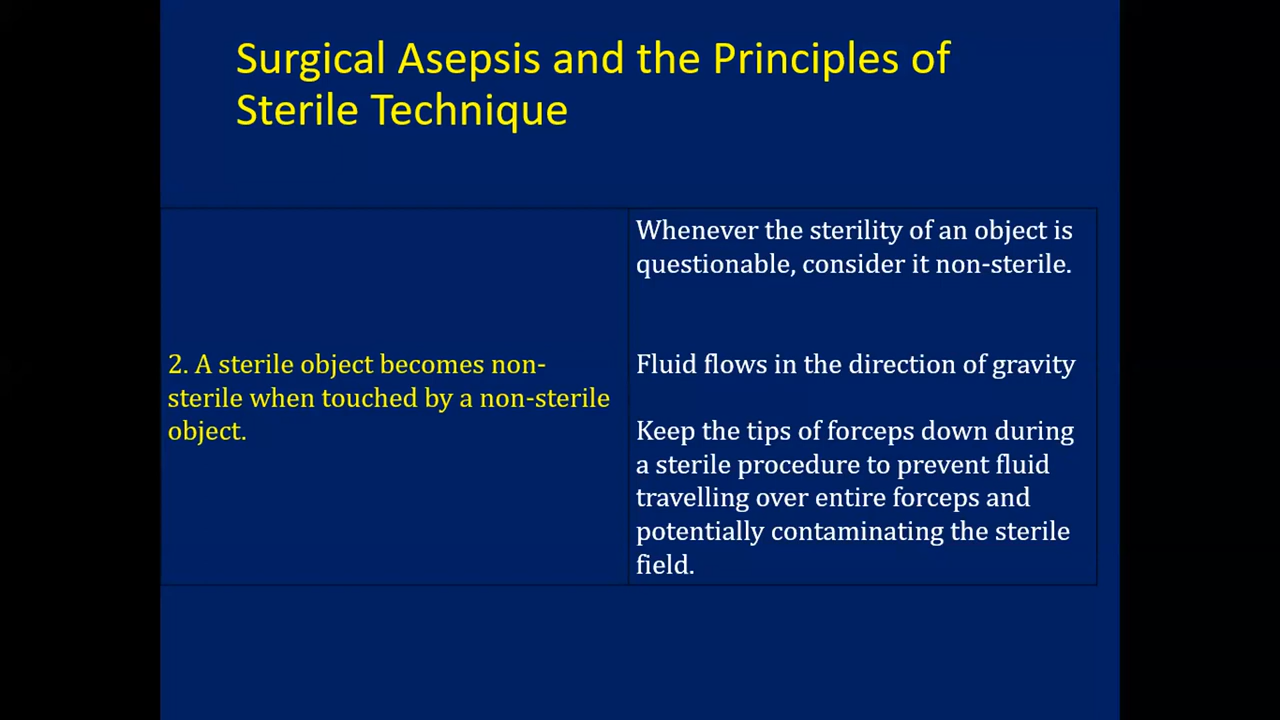 Surgical Asepsis and the Principles of
Sterile Technique
2. A sterile object becomes non-
sterile when touched by a non-sterile
object.
Whenever the sterility of an object is
questionable, consider it non-sterile.
Fluid flows in the direction of gravity
Keep the tips of forceps down during
a sterile procedure to prevent fluid
travelling over entire forceps and
potentially contaminating the sterile
field.